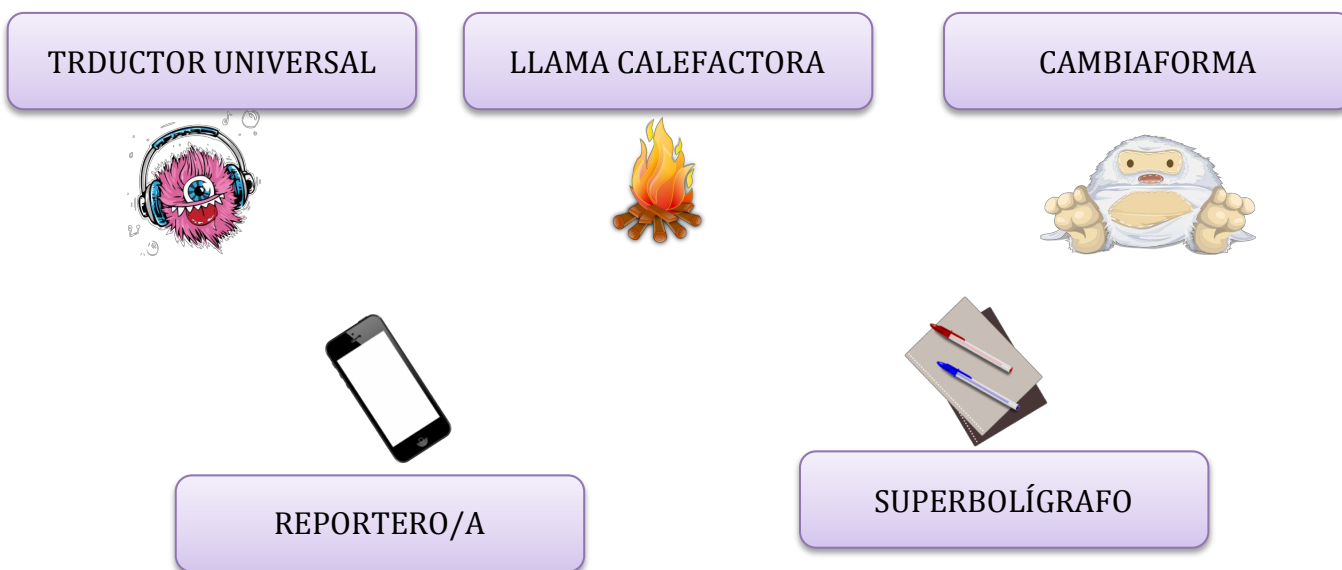 TRDUCTOR UNIVERSAL
LLAMA CALEFACTORA
CAMBIAFORMA
REPORTERO/A
SUPERBOLÍGRAFO